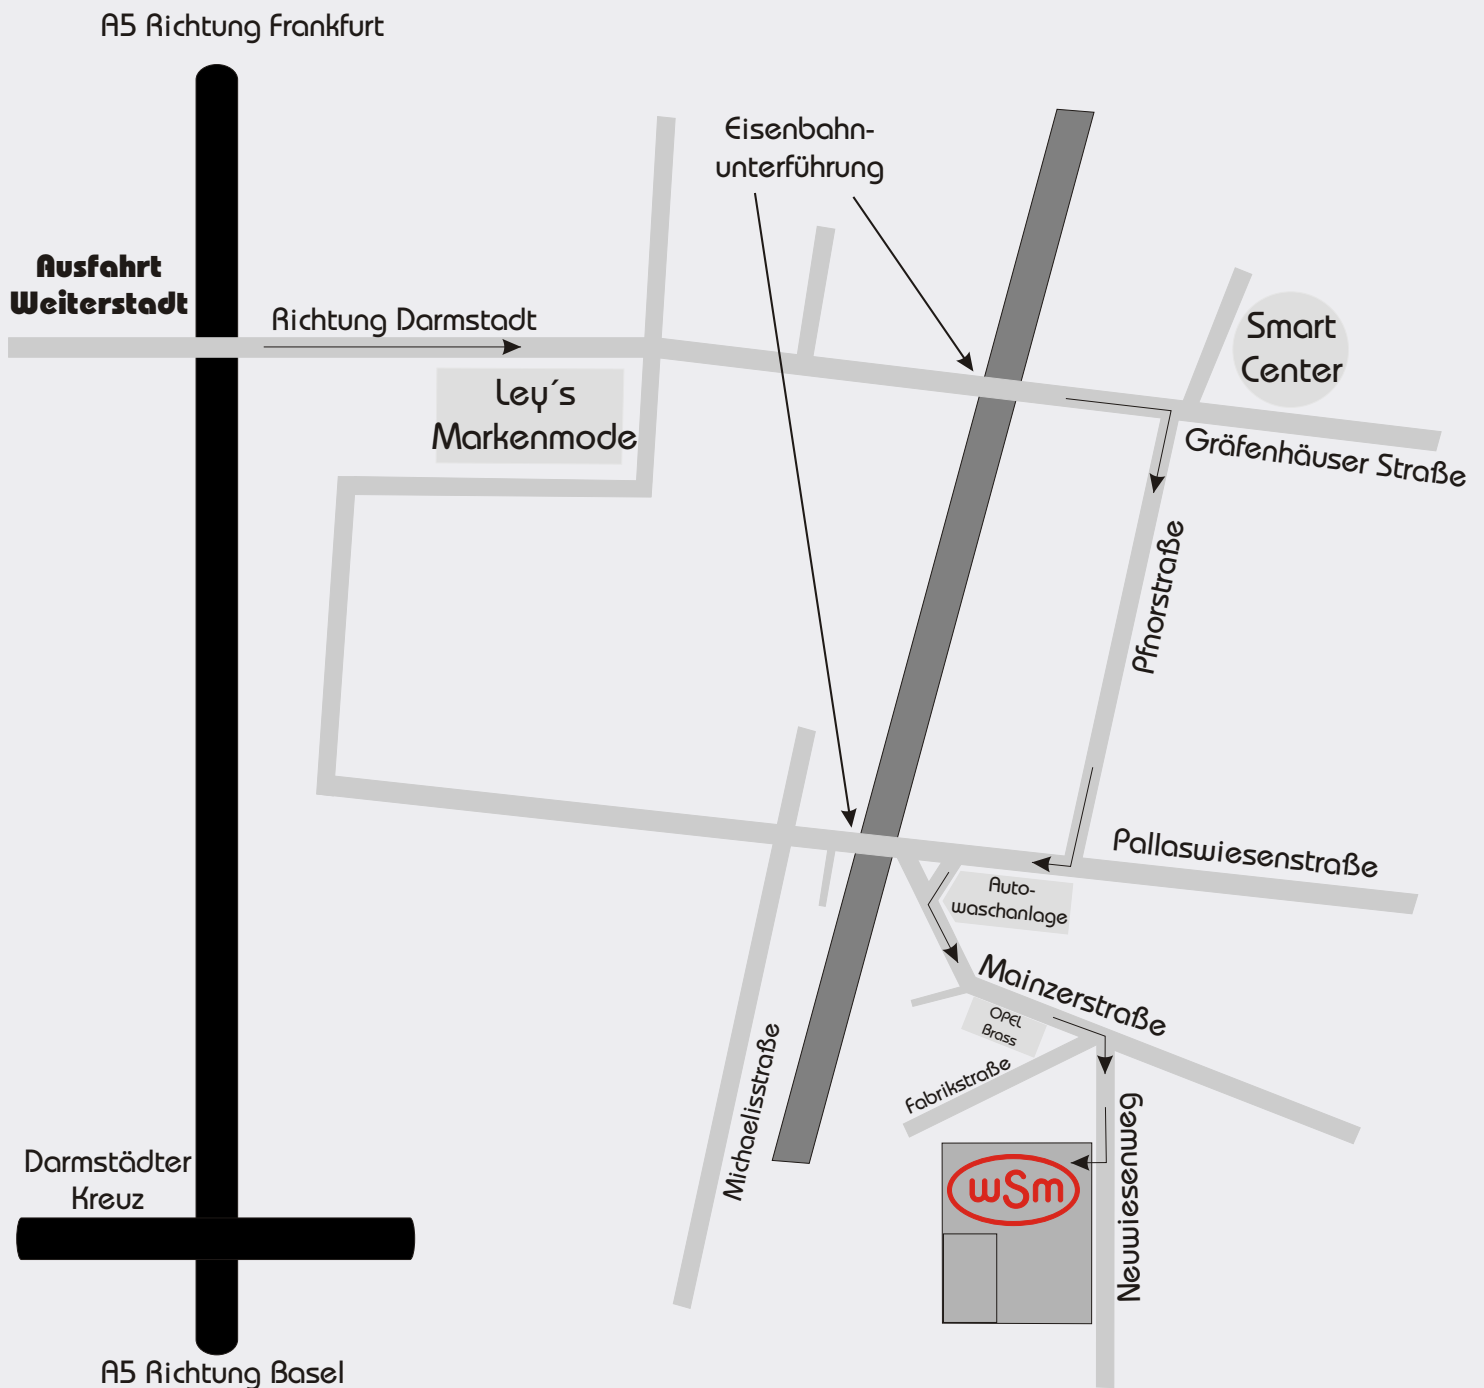 A5 Richtung Frankfurt
Eisenbahn-
unterführung
Ausfahrt
Weiterstadt
Richtung Darmstadt
Smart
Center
Ley´s
Markenmode
Gräfenhäuser Straße
Pfnorstraße
Pallaswiesenstraße
Auto-
waschanlage
Mainzerstraße
OPEL
Brass
Fabrikstraße
Michaelisstraße
Neuwiesenweg
Darmstädter
Kreuz
wSm
A5 Richtung Basel